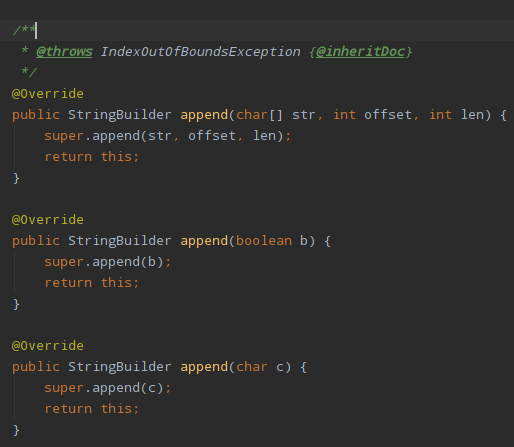 /**
 * @throws IndexOutOfBoundsException {@inheritDoc}
 */
@Override
public StringBuilder append(char[] str, int offset, int len) {
    super.append(str, offset, len);
    return this;
}
@Override
public StringBuilder append(boolean b) {
    super.append(b);
    return this;
}
@Override
public StringBuilder append(char c) {
    super.append(c);
    return this;
}